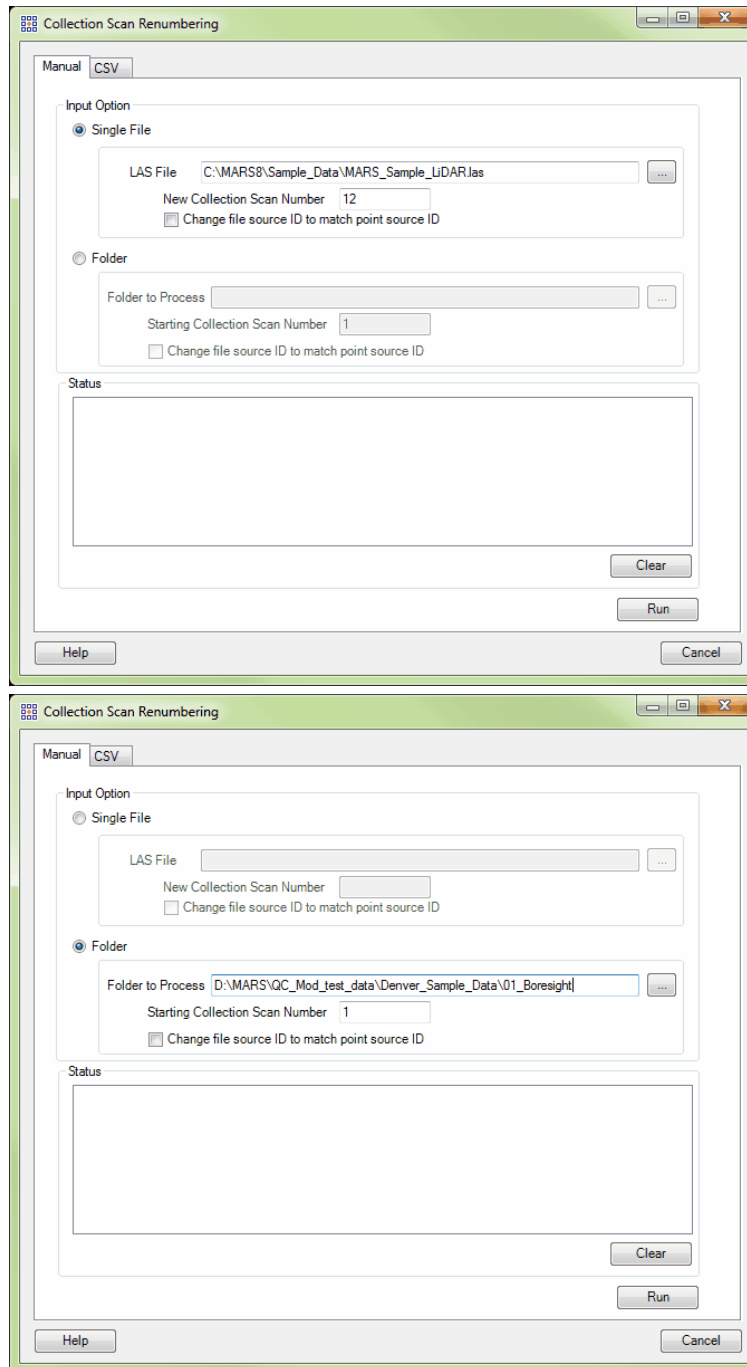 Collection Scan Renumbering
Manual CSV
Input Option
Single File
LAS File C:\MARS8\Sample_Data\MARS_Sample_LiDAR.las ...
New Collection Scan Number 12
Change file source ID to match point source ID
Folder
Folder to Process ...
Starting Collection Scan Number 1
Change file source ID to match point source ID
Status
Clear
Run
Help Cancel
Collection Scan Renumbering
Manual CSV
Input Option
Single File
LAS File ...
New Collection Scan Number
Change file source ID to match point source ID
Folder
Folder to Process D:\MARS\QC_Mod_test_data\Denver_Sample_Data\01_Boresight ...
Starting Collection Scan Number 1
Change file source ID to match point source ID
Status
Clear
Run
Help Cancel